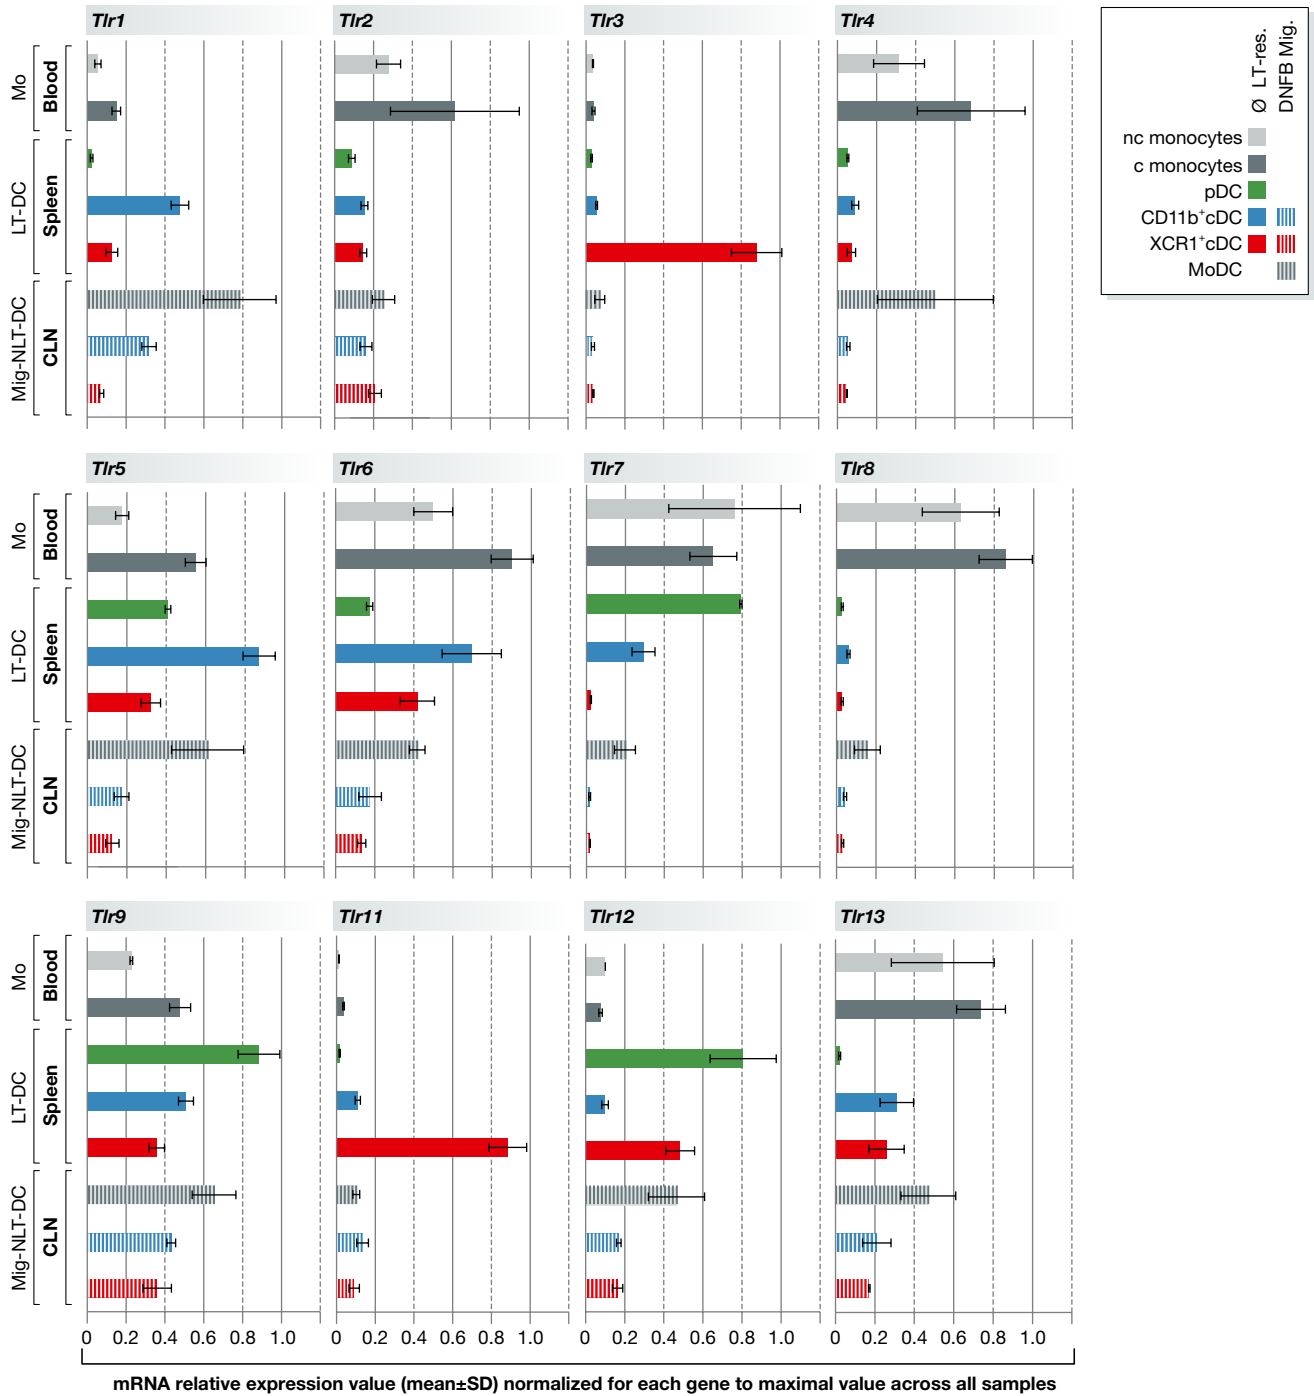 Tlr1 Tlr2 Tlr3 Tlr4
Mo Blood
LT-DC Spleen
Mig-NLT-DC CLN
Ø LT-res.
DNFB Mig.
nc monocytes
c monocytes
pDC
CD11b⁺cDC
XCR1⁺cDC
MoDC
Tlr5 Tlr6 Tlr7 Tlr8
Mo Blood
LT-DC Spleen
Mig-NLT-DC CLN
Tlr9 Tlr11 Tlr12 Tlr13
Mo Blood
LT-DC Spleen
Mig-NLT-DC CLN
0 0.2 0.4 0.6 0.8 1.0 0 0.2 0.4 0.6 0.8 1.0 0 0.2 0.4 0.6 0.8 1.0 0 0.2 0.4 0.6 0.8 1.0
mRNA relative expression value (mean±SD) normalized for each gene to maximal value across all samples